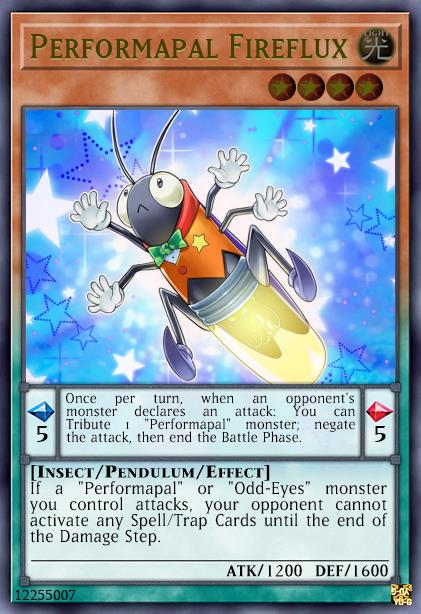 Performapal Fireflux
LIGHT
光
Once per turn, when an opponent's
monster declares an attack: You can
Tribute 1 "Performapal" monster; negate
the attack, then end the Battle Phase.
5
5
[Insect/Pendulum/Effect]
If a "Performapal" or "Odd-Eyes" monster
you control attacks, your opponent cannot
activate any Spell/Trap Cards until the end of
the Damage Step.
ATK/1200 DEF/1600
12255007